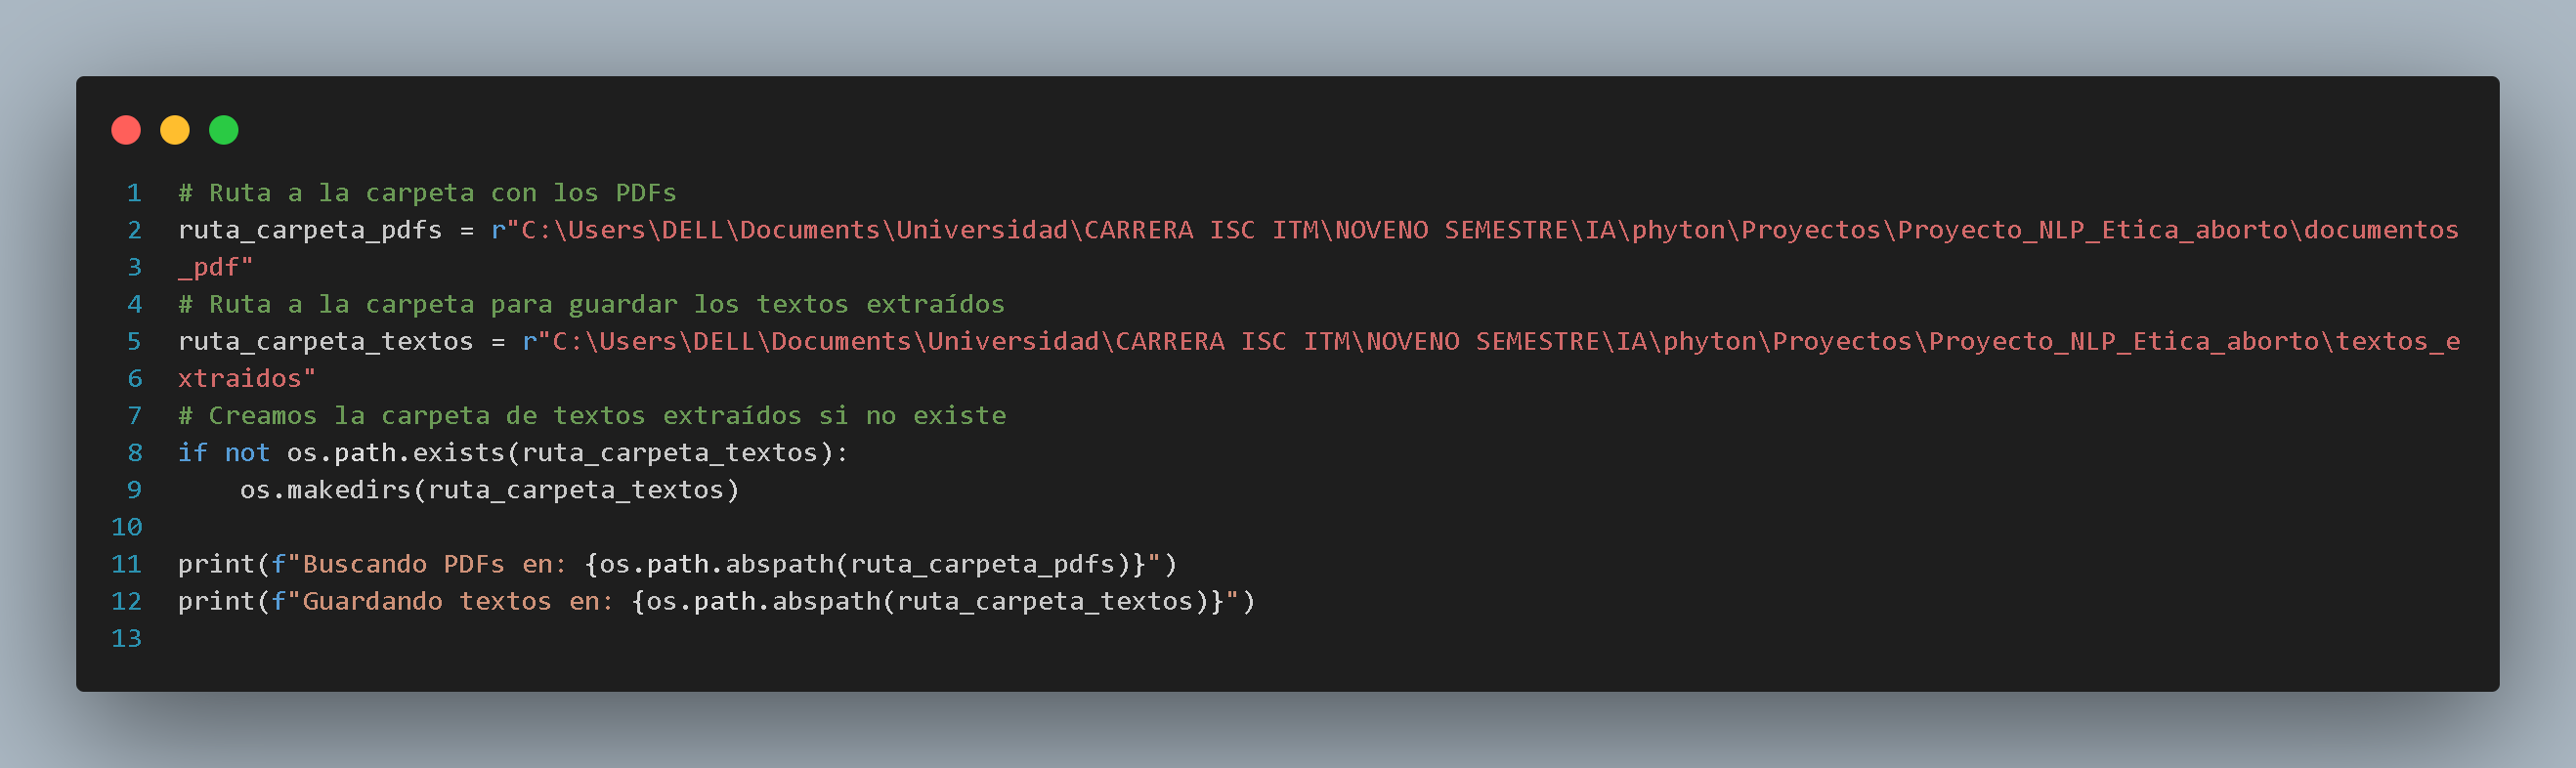 1 # Ruta a la carpeta con los PDFs
2 ruta_carpeta_pdfs = r"C:\Users\DELL\Documents\Universidad\CARRERA ISC ITM\NOVENO SEMESTRE\IA\phyton\Proyectos\Proyecto_NLP_Etica_aborto\documentos
3 _pdf"
4 # Ruta a la carpeta para guardar los textos extraídos
5 ruta_carpeta_textos = r"C:\Users\DELL\Documents\Universidad\CARRERA ISC ITM\NOVENO SEMESTRE\IA\phyton\Proyectos\Proyecto_NLP_Etica_aborto\textos_e
6 xtraidos"
7 # Creamos la carpeta de textos extraídos si no existe
8 if not os.path.exists(ruta_carpeta_textos):
9     os.makedirs(ruta_carpeta_textos)
10
11 print(f"Buscando PDFs en: {os.path.abspath(ruta_carpeta_pdfs)}")
12 print(f"Guardando textos en: {os.path.abspath(ruta_carpeta_textos)}")
13